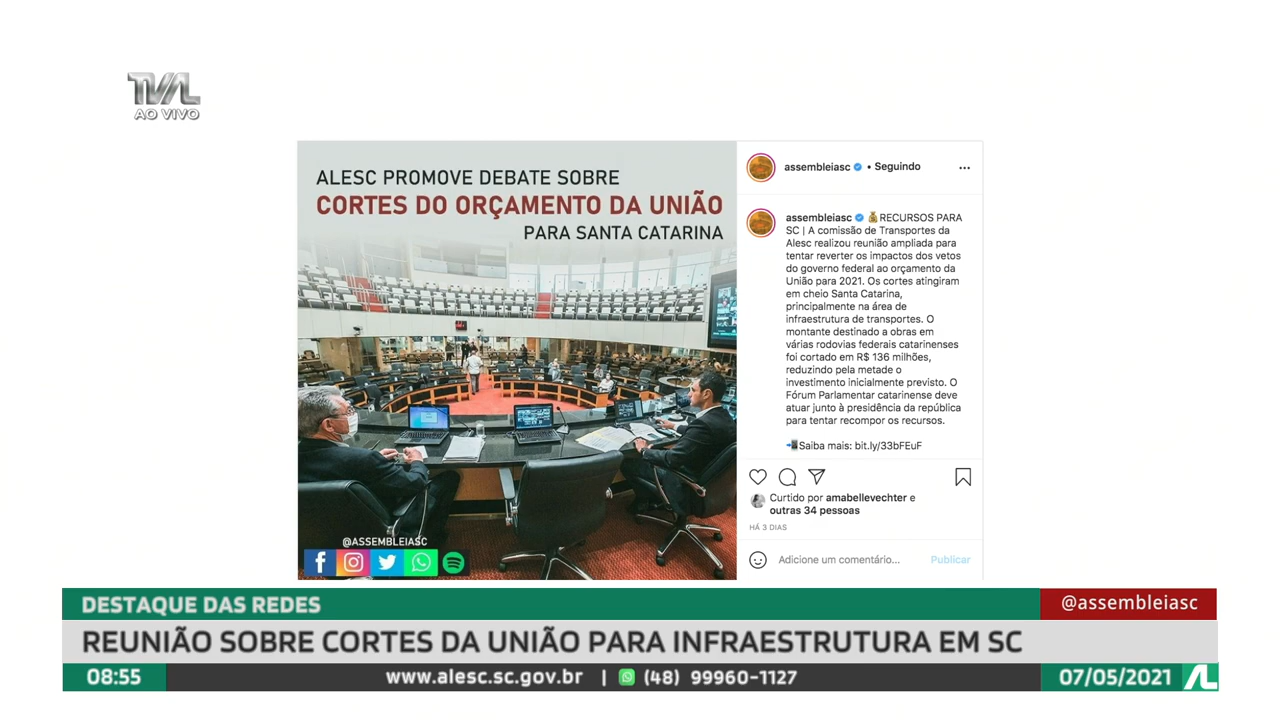 TVAL
AO VIVO
ALESC PROMOVE DEBATE SOBRE
CORTES DO ORÇAMENTO DA UNIÃO
PARA SANTA CATARINA
@ASSEMBLEIASC
assembleiasc • Seguindo
assembleiasc 💰RECURSOS PARA
SC | A comissão de Transportes da
Alesc realizou reunião ampliada para
tentar reverter os impactos dos vetos
do governo federal ao orçamento da
União para 2021. Os cortes atingiram
em cheio Santa Catarina,
principalmente na área de
infraestrutura de transportes. O
montante destinado a obras em
várias rodovias federais catarinenses
foi cortado em R$ 136 milhões,
reduzindo pela metade o
investimento inicialmente previsto. O
Fórum Parlamentar catarinense deve
atuar junto à presidência da república
para tentar recompor os recursos.
📲Saiba mais: bit.ly/33bFEuF
Curtido por amabellevechter e
outras 34 pessoas
HÁ 3 DIAS
Adicione um comentário... Publicar
DESTAQUE DAS REDES
@assembleiasc
REUNIÃO SOBRE CORTES DA UNIÃO PARA INFRAESTRUTURA EM SC
08:55 www.alesc.sc.gov.br | (48) 99960-1127 07/05/2021 AL